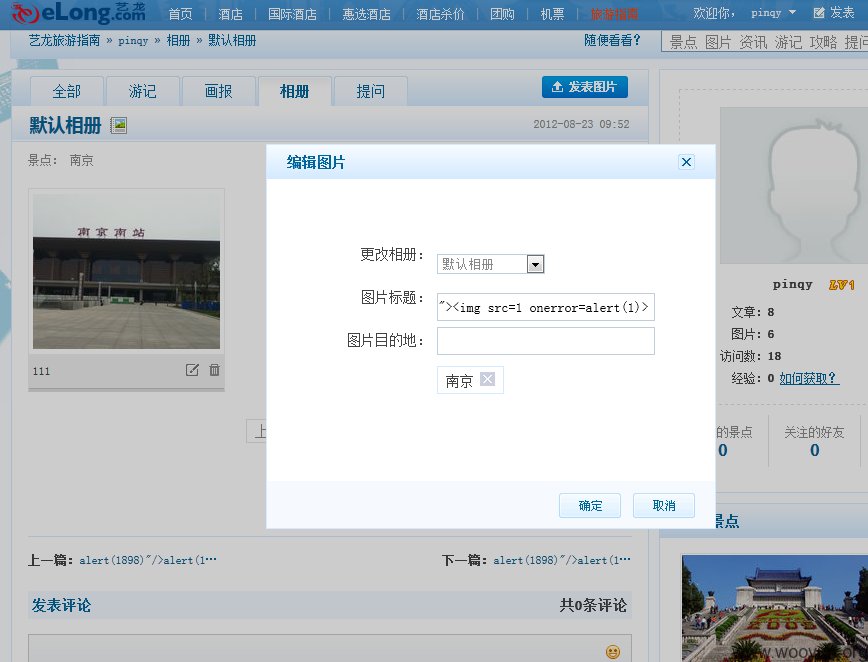 eLong.com 艺龙 首页 酒店 国际酒店 惠选酒店 酒店杀价 团购 机票 旅游指南 欢迎你， pinqy 发表
艺龙旅游指南 » pinqy » 相册 » 默认相册 随便看看? 景点 图片 资讯 游记 攻略 提问
全部 游记 画报 相册 提问 发表图片
默认相册 2012-08-23 09:52
景点： 南京
编辑图片
南京南站
更改相册： 默认相册
图片标题： "><img src=1 onerror=alert(1)>
图片目的地：
南京
111
确定 取消
pinqy LV1
文章：8
图片：6
访问数：18
经验：0 如何获取?
的景点 关注的好友
0 0
上
景点
上一篇：alert(1898)"/>alert(1…
下一篇：alert(1898)"/>alert(1…
发表评论 共0条评论